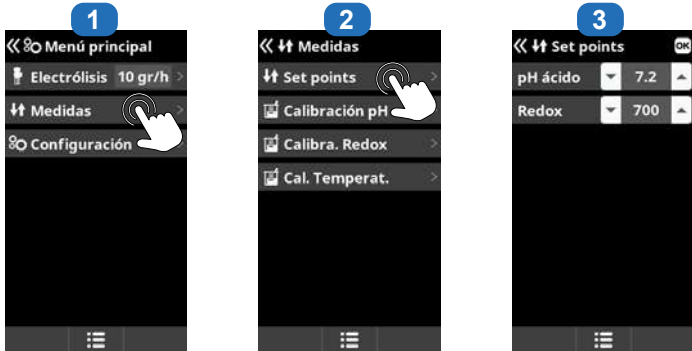 1
Menú principal
Electrólisis 10 gr/h
Medidas
Configuración
2
Medidas
Set points
Calibración pH
Calibra. Redox
Cal. Temperat.
3
Set points OK
pH ácido 7.2
Redox 700